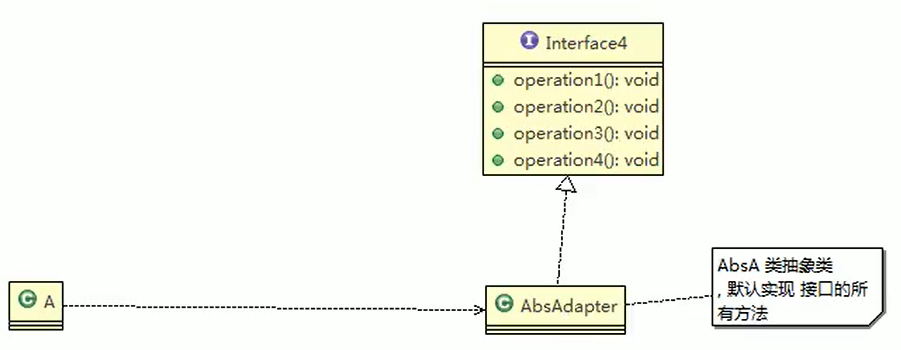 I Interface4
operation1(): void
operation2(): void
operation3(): void
operation4(): void
C A
C AbsAdapter
AbsA 类抽象类
, 默认实现 接口的所
有方法